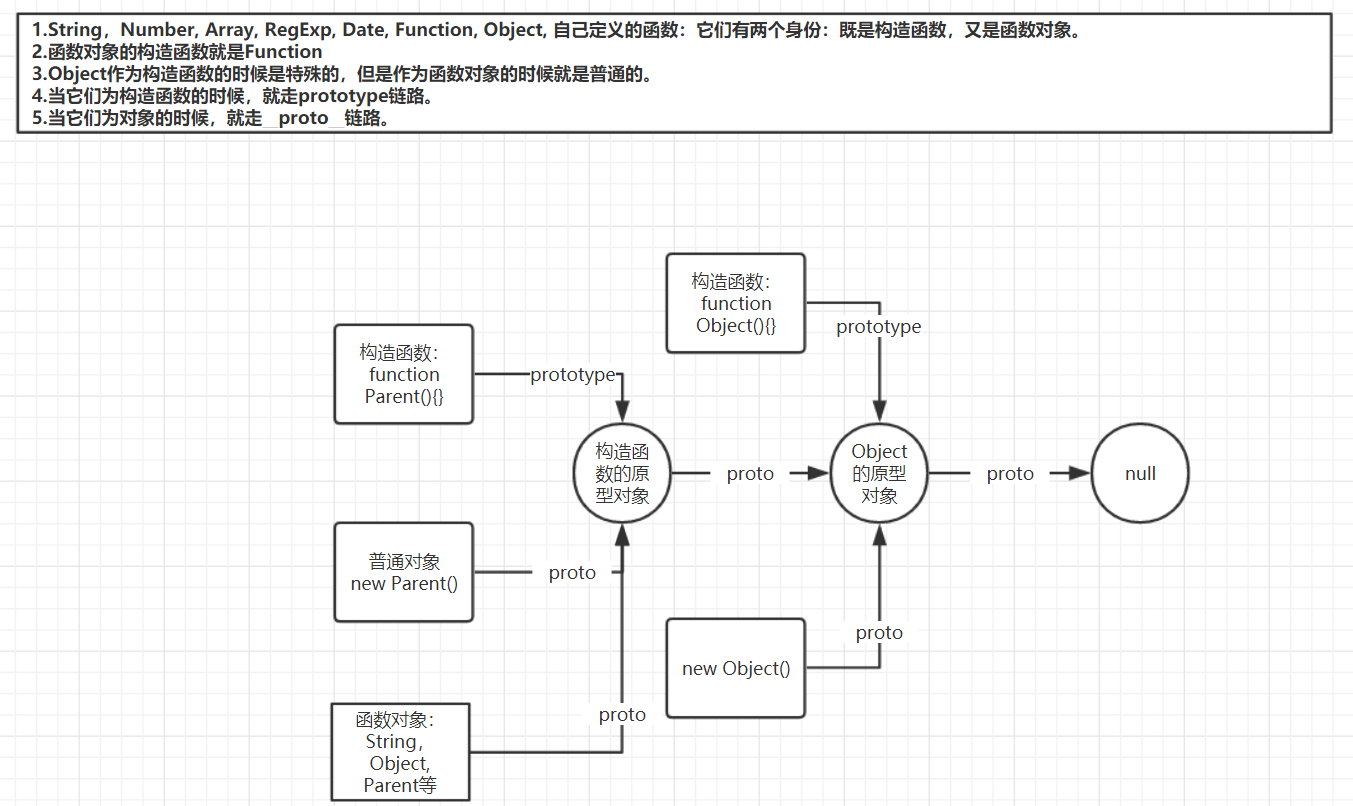 1.String，Number, Array, RegExp, Date, Function, Object, 自己定义的函数：它们有两个身份：既是构造函数，又是函数对象。
2.函数对象的构造函数就是Function
3.Object作为构造函数的时候是特殊的，但是作为函数对象的时候就是普通的。
4.当它们为构造函数的时候，就走prototype链路。
5.当它们为对象的时候，就走__proto__链路。
构造函数：
function
Object(){}
prototype
构造函数：
function
Parent(){}
prototype
构造函
数的原
型对象
proto
Object
的原型
对象
proto
null
普通对象
new Parent()
proto
new Object()
proto
函数对象：
String，
Object,
Parent等
proto